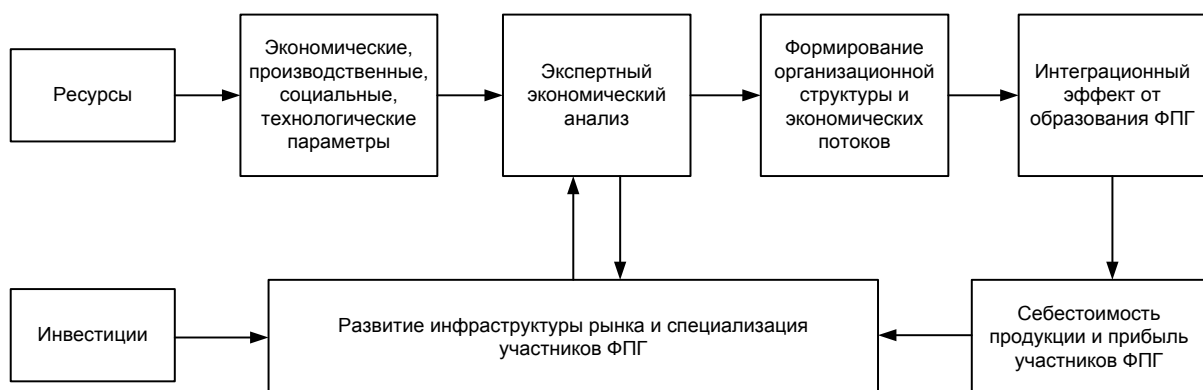 Ресурсы
Экономические,
производственные,
социальные,
технологические
параметры
Экспертный
экономический
анализ
Формирование
организационной
структуры и
экономических
потоков
Интеграционный
эффект от
образования ФПГ
Инвестиции
Развитие инфраструктуры рынка и специализация
участников ФПГ
Себестоимость
продукции и прибыль
участников ФПГ